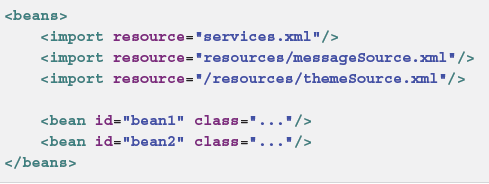 <beans>
    <import resource="services.xml"/>
    <import resource="resources/messageSource.xml"/>
    <import resource="/resources/themeSource.xml"/>
    <bean id="bean1" class="..."/>
    <bean id="bean2" class="..."/>
</beans>